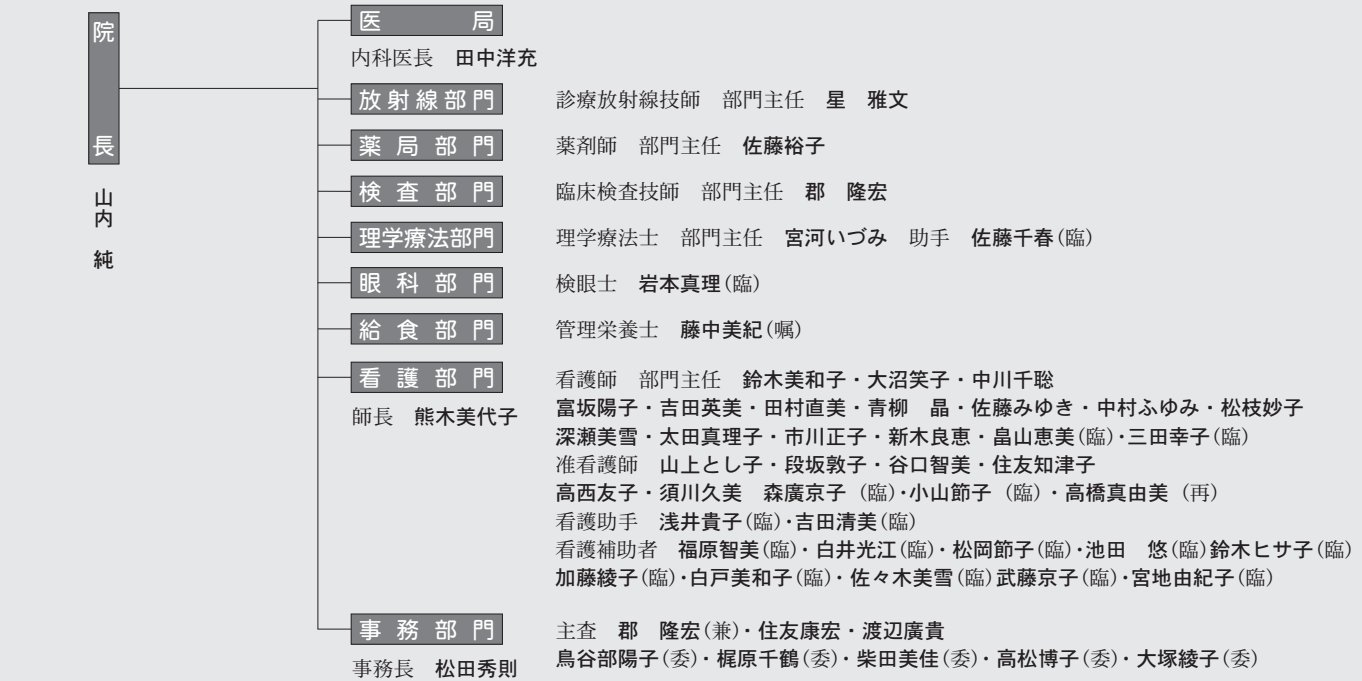 院長 山内 純
医局
内科医長 田中洋充
放射線部門 診療放射線技師 部門主任 星 雅文
薬局部門 薬剤師 部門主任 佐藤裕子
検査部門 臨床検査技師 部門主任 郡 隆宏
理学療法部門 理学療法士 部門主任 宮河いづみ 助手 佐藤千春(臨)
眼科部門 検眼士 岩本真理(臨)
給食部門 管理栄養士 藤中美紀(嘱)
看護部門 看護師 部門主任 鈴木美和子・大沼笑子・中川千聡
師長 熊木美代子
富坂陽子・吉田英美・田村直美・青柳 晶・佐藤みゆき・中村ふゆみ・松枝妙子
深瀬美雪・太田真理子・市川正子・新木良恵・畠山恵美(臨)・三田幸子(臨)
准看護師 山上とし子・段坂敦子・谷口智美・住友知津子
高西友子・須川久美 森廣京子(臨)・小山節子(臨)・高橋真由美(再)
看護助手 浅井貴子(臨)・吉田清美(臨)
看護補助者 福原智美(臨)・白井光江(臨)・松岡節子(臨)・池田 悠(臨)鈴木ヒサ子(臨)
加藤綾子(臨)・白戸美和子(臨)・佐々木美雪(臨)武藤京子(臨)・宮地由紀子(臨)
事務部門 主査 郡 隆宏(兼)・住友康宏・渡辺廣貴
事務長 松田秀則
鳥谷部陽子(委)・梶原千鶴(委)・柴田美佳(委)・高松博子(委)・大塚綾子(委)